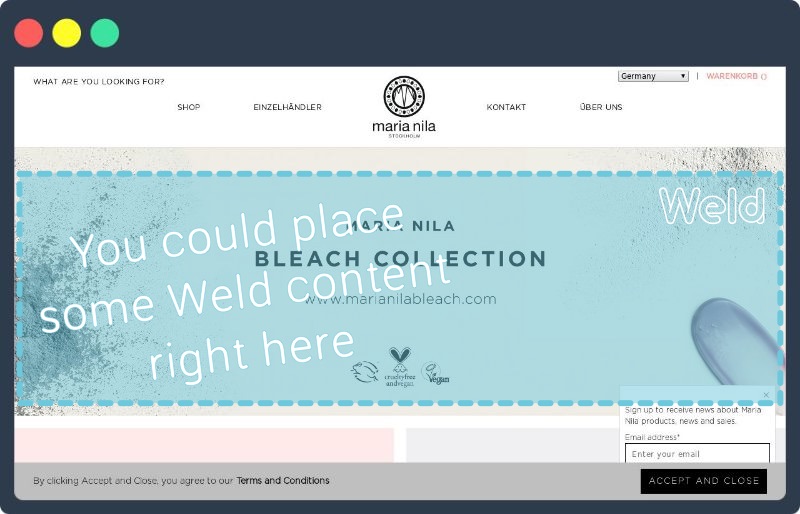 WHAT ARE YOU LOOKING FOR?
Germany
|
WARENKORB ()
SHOP
EINZELHÄNDLER
maria nila
STOCKHOLM
KONTAKT
ÜBER UNS
Weld
You could place
some Weld content
right here
MARIA NILA
BLEACH COLLECTION
www.marianilableach.com
crueltyfree
andvegan
vegan
×
Sign up to receive news about Maria
Nila products, news and sales.
Email address*
Enter your email
By clicking Accept and Close, you agree to our Terms and Conditions
ACCEPT AND CLOSE